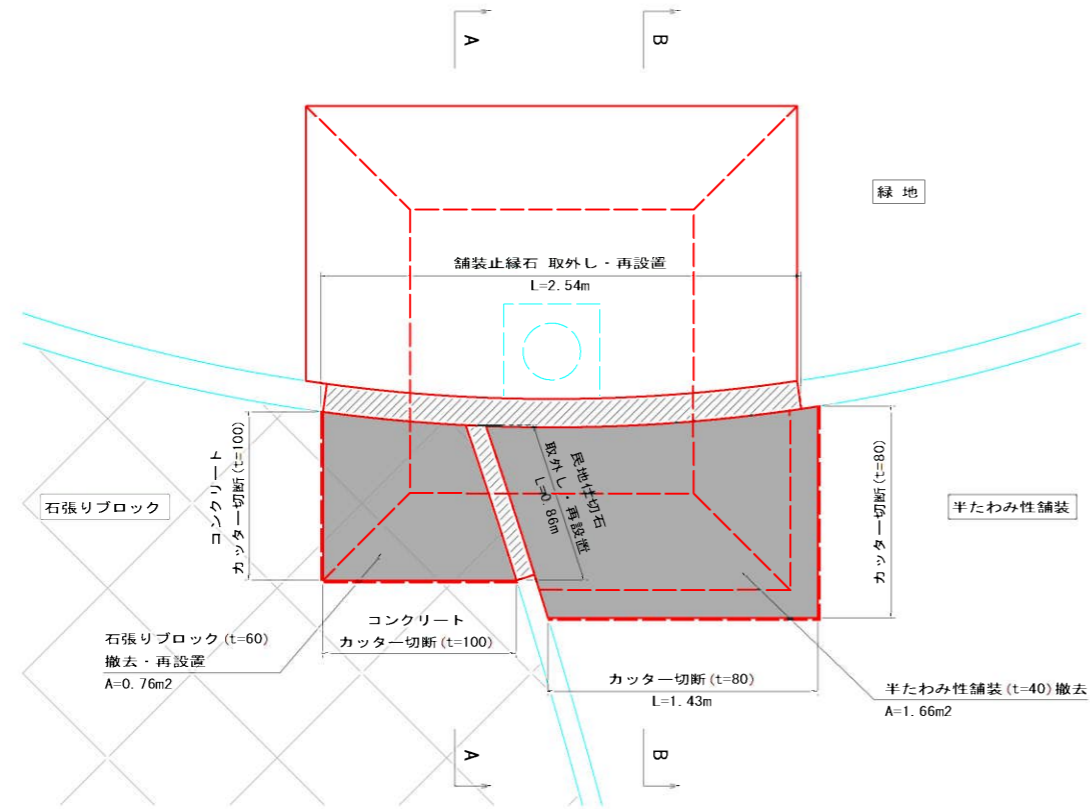 A
B
緑 地
舗装止縁石 取外し・再設置
L=2.54m
コンクリート
カッター切断(t=100)
民地仕切石
取外し・再設置
L=0.86m
カッター切断(t=80)
石張りブロック
半たわみ性舗装
コンクリート
カッター切断(t=100)
石張りブロック(t=60)
撤去・再設置
A=0.76m2
カッター切断(t=80)
L=1.43m
半たわみ性舗装(t=40)撤去
A=1.66m2
A
B